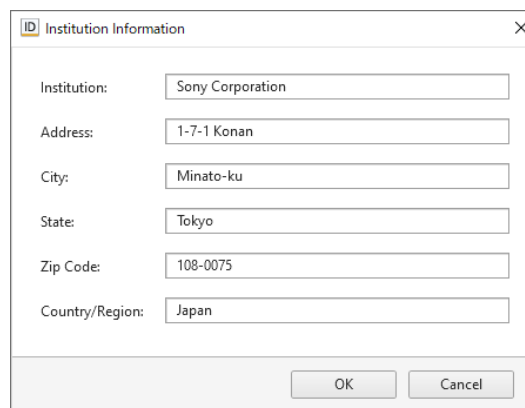 ID Institution Information
Institution: Sony Corporation
Address: 1-7-1 Konan
City: Minato-ku
State: Tokyo
Zip Code: 108-0075
Country/Region: Japan
OK Cancel